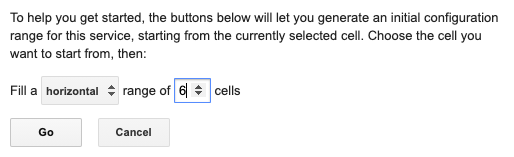 To help you get started, the buttons below will let you generate an initial configuration
range for this service, starting from the currently selected cell. Choose the cell you
want to start from, then:
Fill a horizontal range of 6 cells
Go Cancel